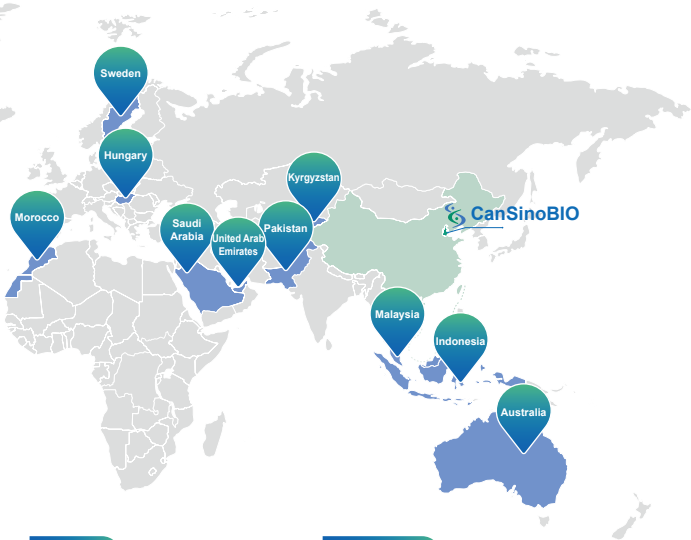 Sweden
Hungary
Kyrgyzstan
Morocco
CanSinoBIO
Saudi
Arabia
United Arab
Emirates
Pakistan
Malaysia
Indonesia
Australia